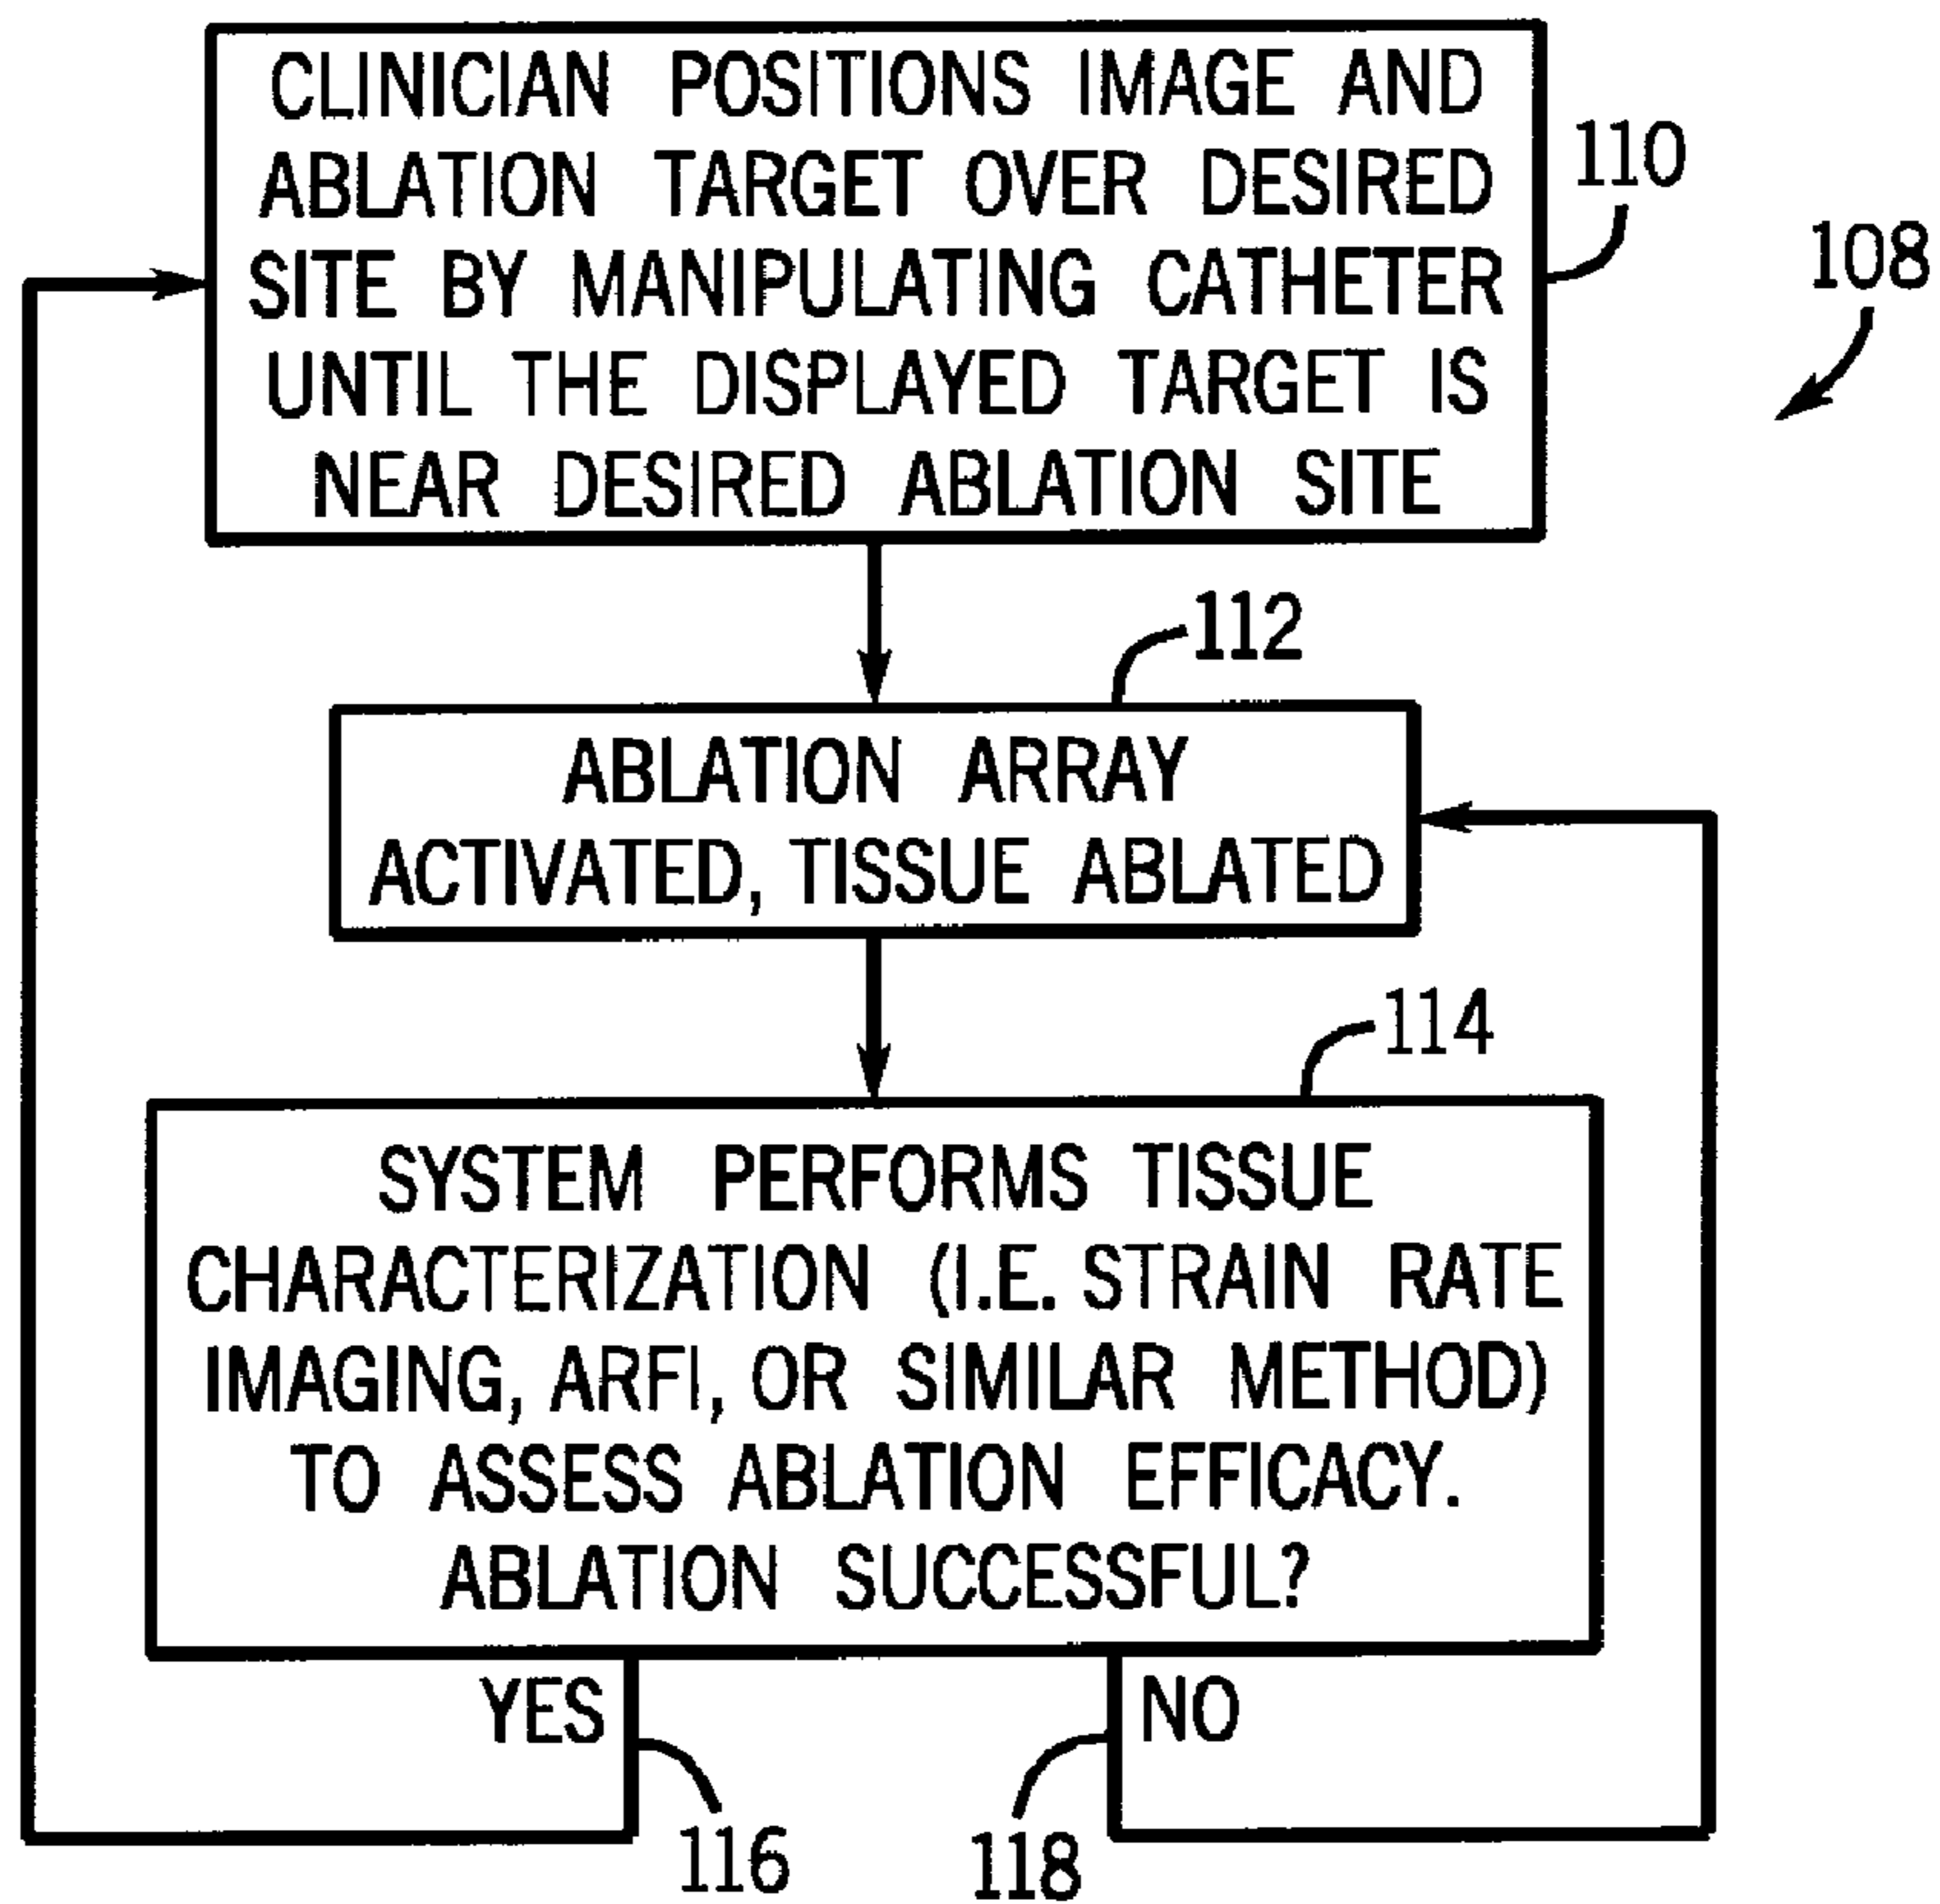 CLINICIAN POSITIONS IMAGE AND
ABLATION TARGET OVER DESIRED
SITE BY MANIPULATING CATHETER
UNTIL THE DISPLAYED TARGET IS
NEAR DESIRED ABLATION SITE
110
108
112
ABLATION ARRAY
ACTIVATED, TISSUE ABLATED
114
SYSTEM PERFORMS TISSUE
CHARACTERIZATION (I.E. STRAIN RATE
IMAGING, ARFI, OR SIMILAR METHOD)
TO ASSESS ABLATION EFFICACY.
ABLATION SUCCESSFUL?
YES
NO
116
118